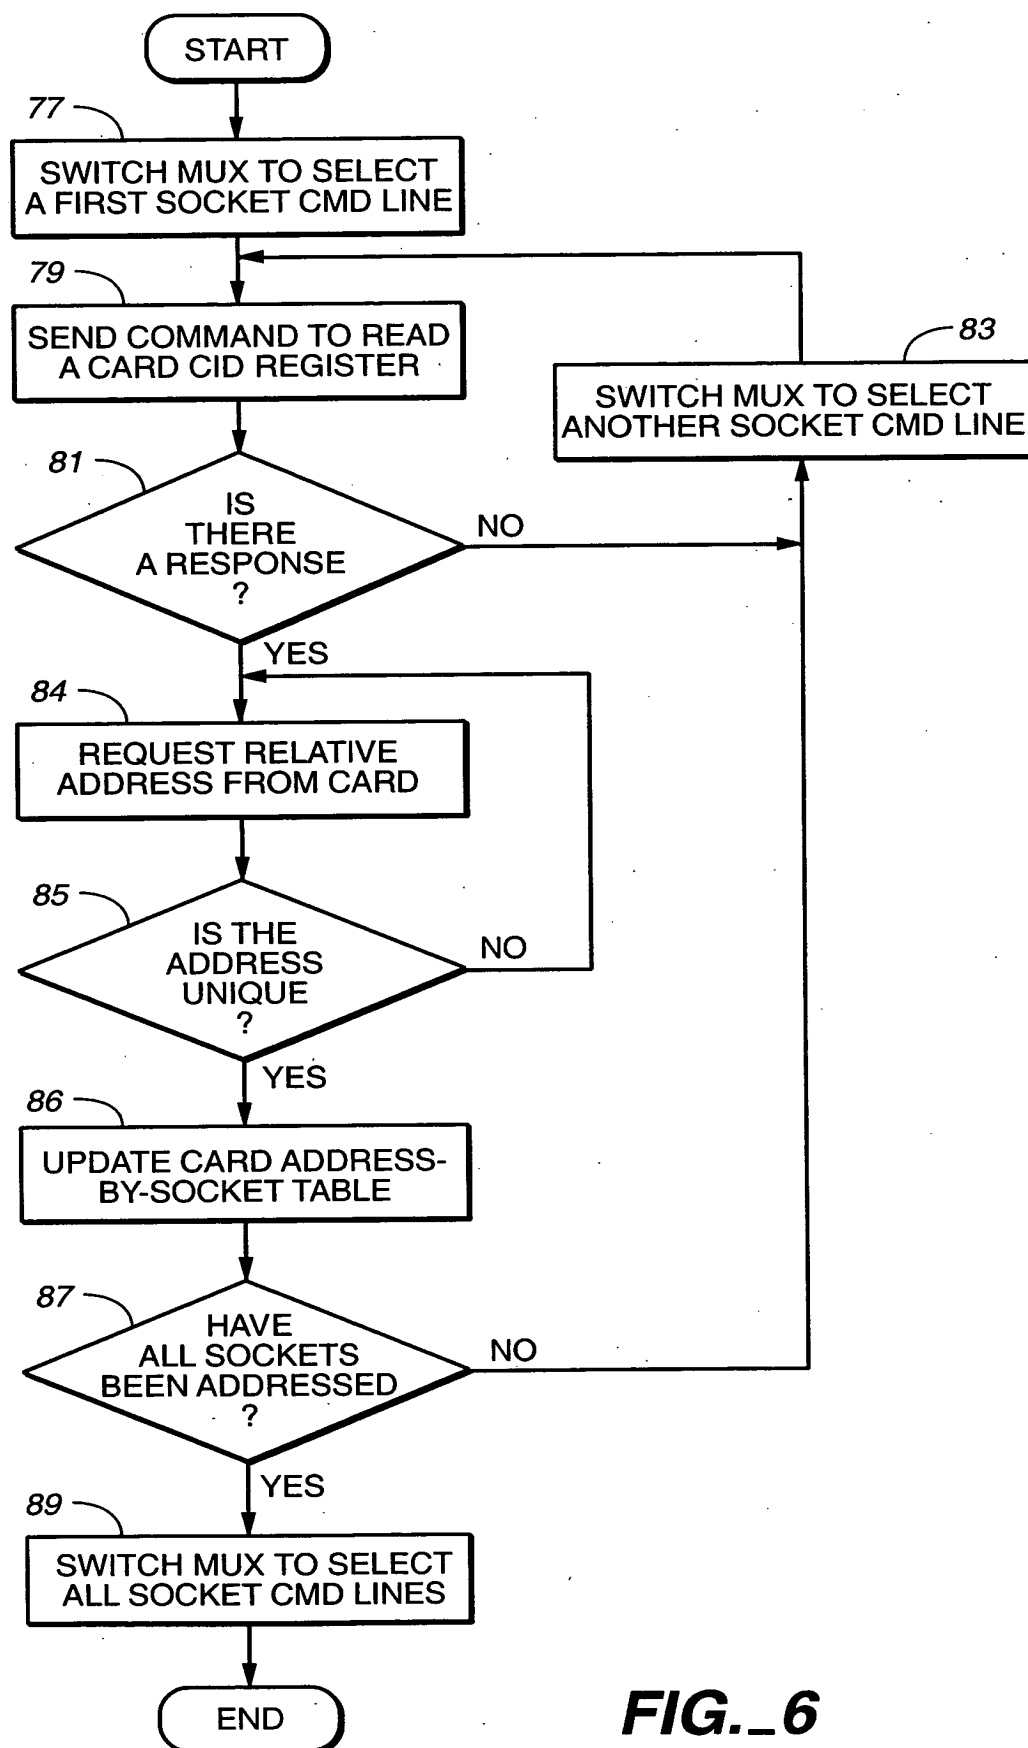 START
77
SWITCH MUX TO SELECT
A FIRST SOCKET CMD LINE
79
SEND COMMAND TO READ
A CARD CID REGISTER
83
SWITCH MUX TO SELECT
ANOTHER SOCKET CMD LINE
81
IS
THERE
A RESPONSE
?
NO
YES
84
REQUEST RELATIVE
ADDRESS FROM CARD
85
IS THE
ADDRESS
UNIQUE
?
NO
YES
86
UPDATE CARD ADDRESS-
BY-SOCKET TABLE
87
HAVE
ALL SOCKETS
BEEN ADDRESSED
?
NO
YES
89
SWITCH MUX TO SELECT
ALL SOCKET CMD LINES
END
FIG._6